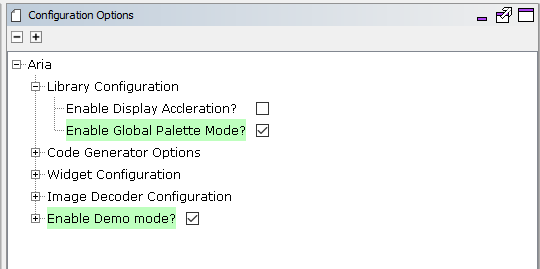 Configuration Options
Aria
Library Configuration
Enable Display Accleration?
Enable Global Palette Mode?
Code Generator Options
Widget Configuration
Image Decoder Configuration
Enable Demo mode?